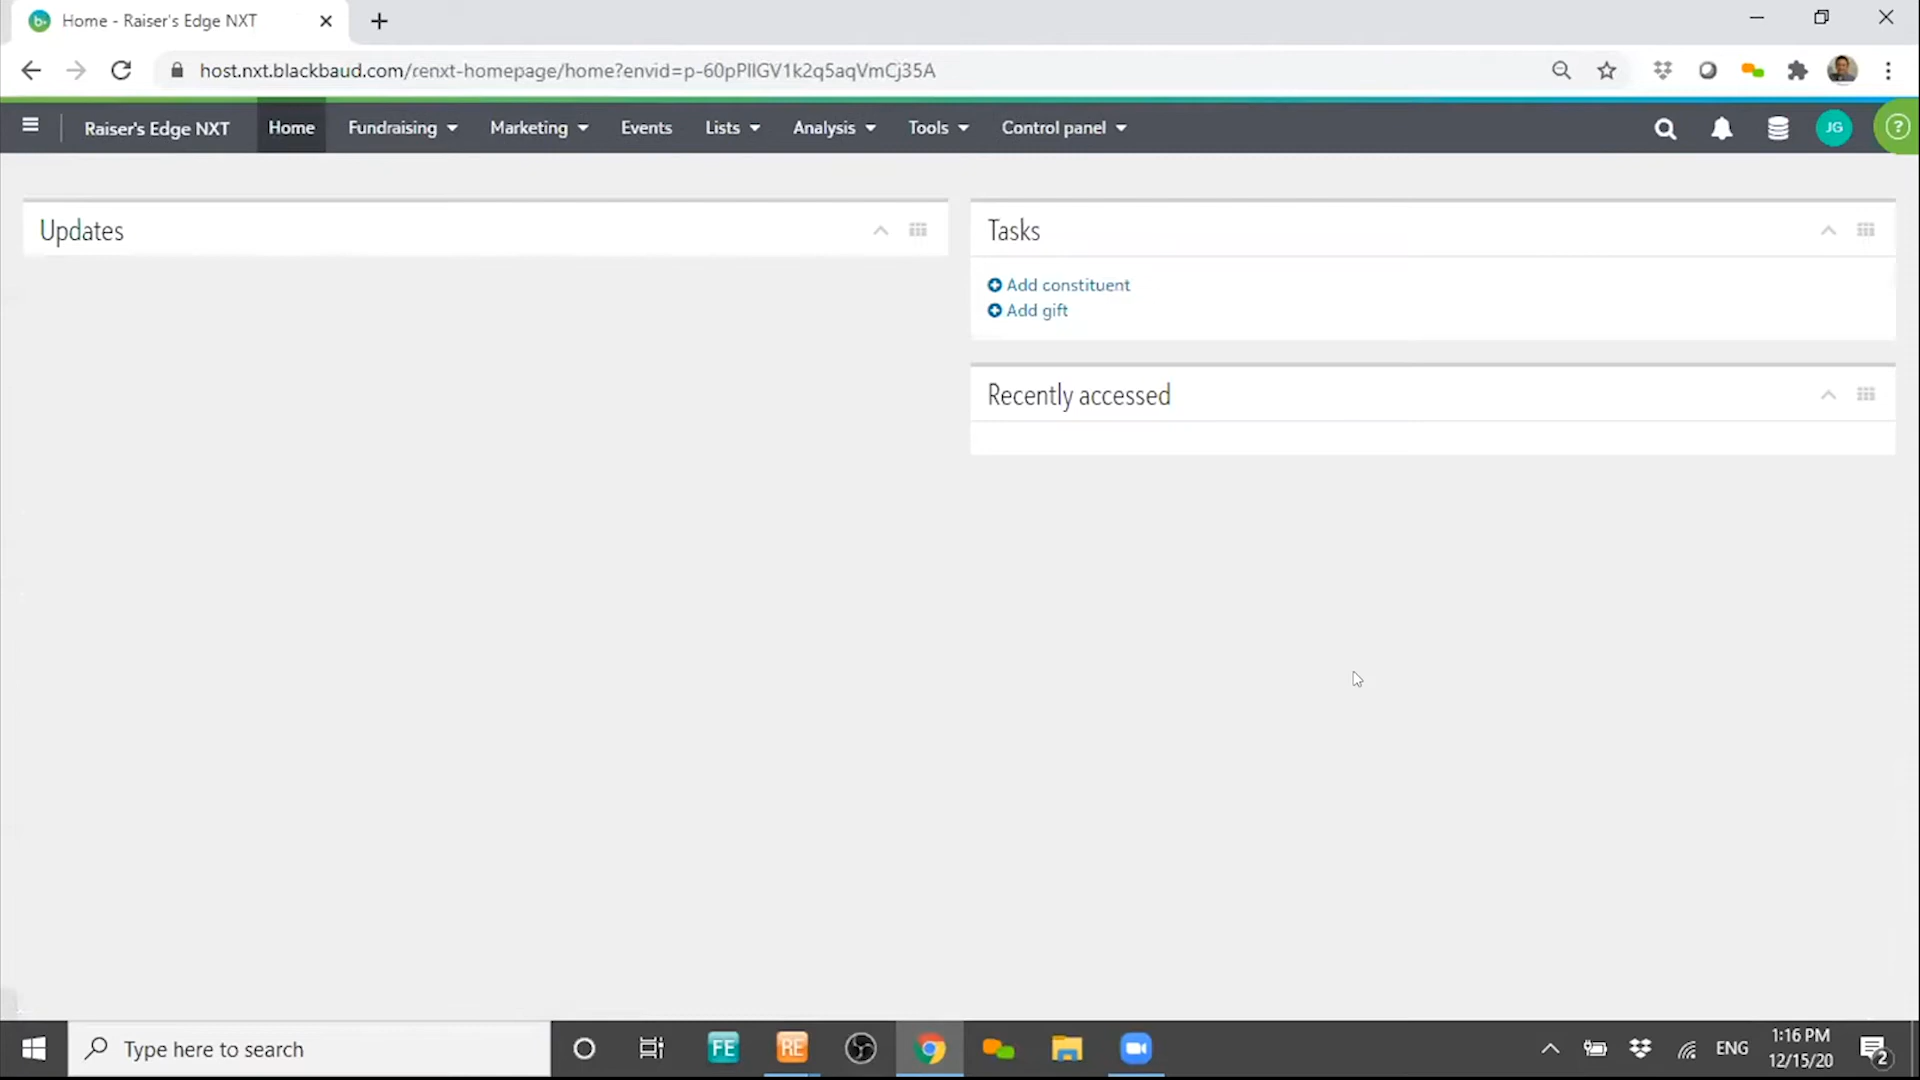 Home - Raiser's Edge NXT
host.nxt.blackbaud.com/renxt-homepage/home?envid=p-60pPIlGV1k2q5aqVmCj35A
Raiser's Edge NXT Home Fundraising Marketing Events Lists Analysis Tools Control panel JG ?
Updates
Tasks
Add constituent
Add gift
Recently accessed
Type here to search FE RE ENG 1:16 PM
12/15/20 2